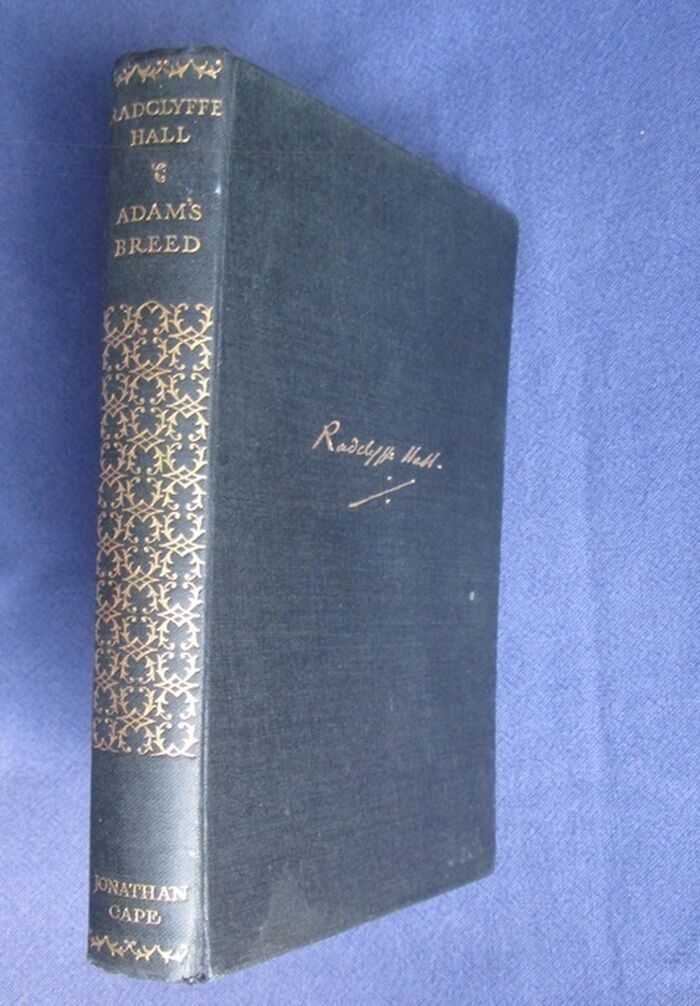 RADCLYFFE
HALL
ADAM'S
BREED
JONATHAN
CAPE
Radclyffe Hall.